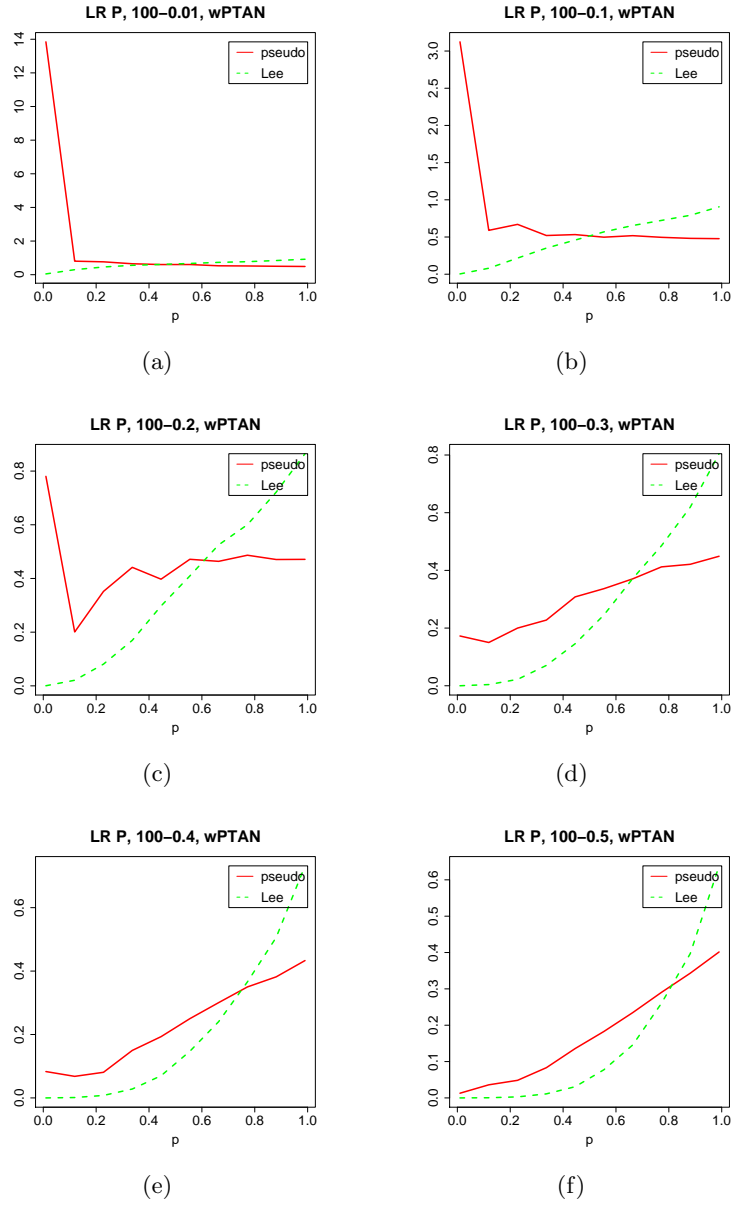 LR P, 100−0.01, wPTAN
pseudo
Lee
14
12
10
8
6
4
2
0
0.0 0.2 0.4 0.6 0.8 1.0
p
(a)
LR P, 100−0.1, wPTAN
pseudo
Lee
3.0
2.5
2.0
1.5
1.0
0.5
0.0
0.0 0.2 0.4 0.6 0.8 1.0
p
(b)
LR P, 100−0.2, wPTAN
pseudo
Lee
0.8
0.6
0.4
0.2
0.0
0.0 0.2 0.4 0.6 0.8 1.0
p
(c)
LR P, 100−0.3, wPTAN
pseudo
Lee
0.8
0.6
0.4
0.2
0.0
0.0 0.2 0.4 0.6 0.8 1.0
p
(d)
LR P, 100−0.4, wPTAN
pseudo
Lee
0.6
0.4
0.2
0.0
0.0 0.2 0.4 0.6 0.8 1.0
p
(e)
LR P, 100−0.5, wPTAN
pseudo
Lee
0.6
0.5
0.4
0.3
0.2
0.1
0.0
0.0 0.2 0.4 0.6 0.8 1.0
p
(f)